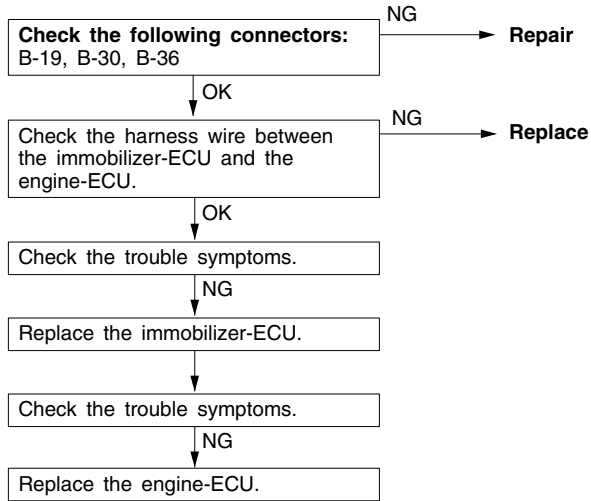 Check the following connectors:
B-19, B-30, B-36
NG
Repair
OK
Check the harness wire between
the immobilizer-ECU and the
engine-ECU.
NG
Replace
OK
Check the trouble symptoms.
NG
Replace the immobilizer-ECU.
Check the trouble symptoms.
NG
Replace the engine-ECU.